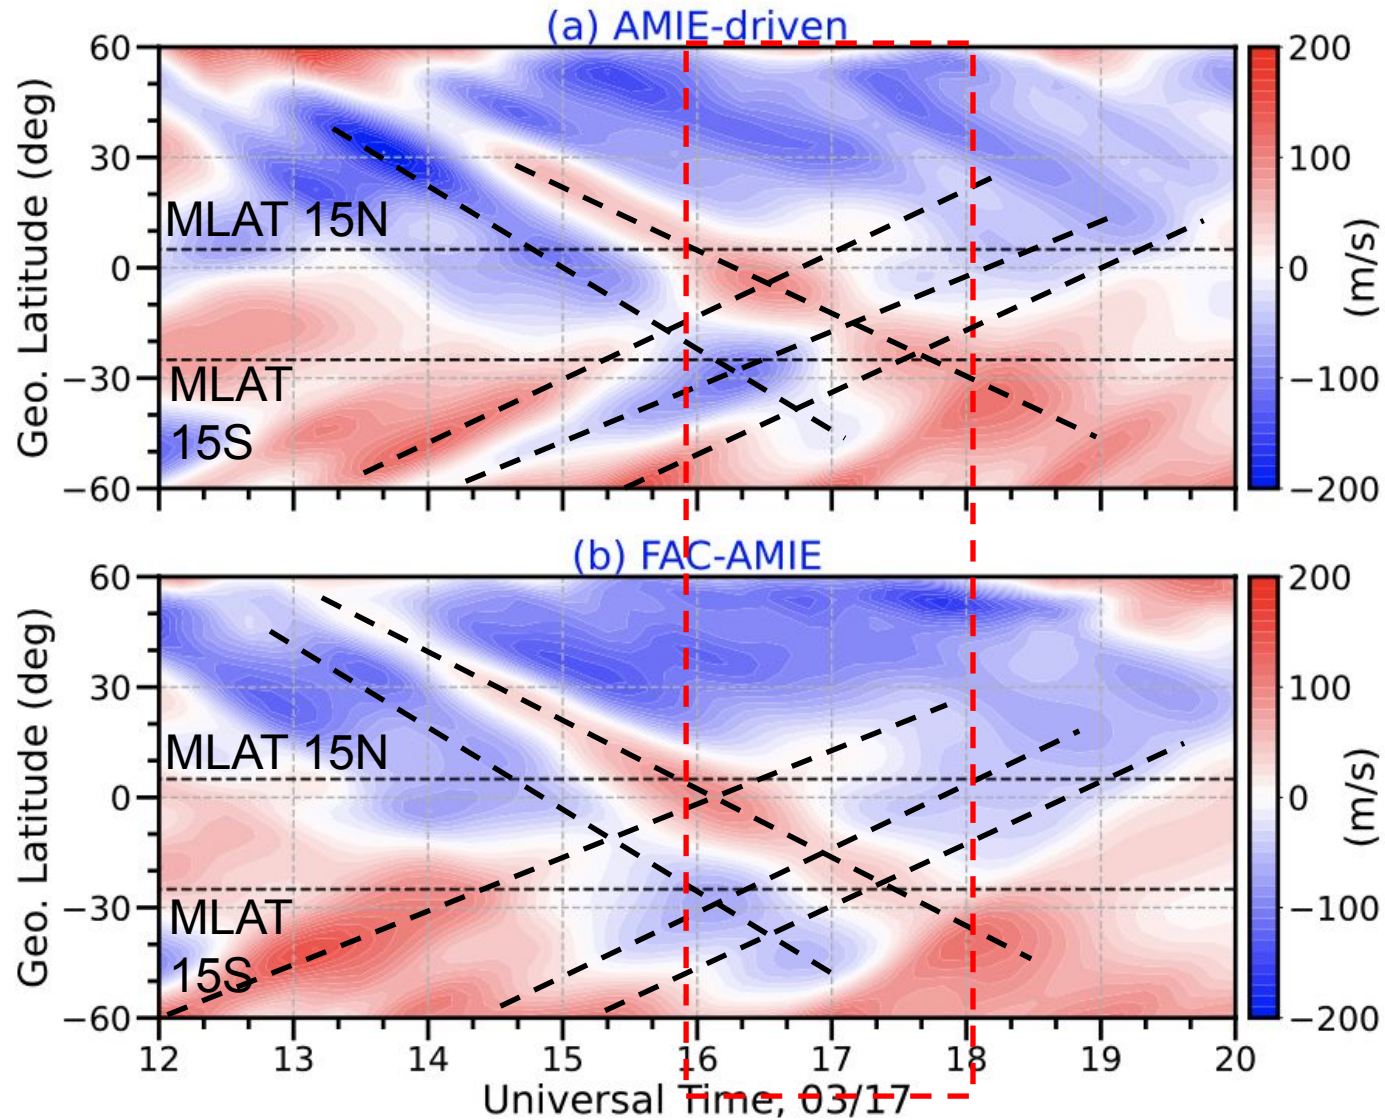 (a) AMIE-driven
60
30
0
−30
−60
Geo. Latitude (deg)
MLAT 15N
MLAT
15S
200
100
0
−100
−200
(m/s)
(b) FAC-AMIE
60
30
0
−30
−60
Geo. Latitude (deg)
MLAT 15N
MLAT
15S
200
100
0
−100
−200
(m/s)
12 13 14 15 16 17 18 19 20
Universal Time, 03/17